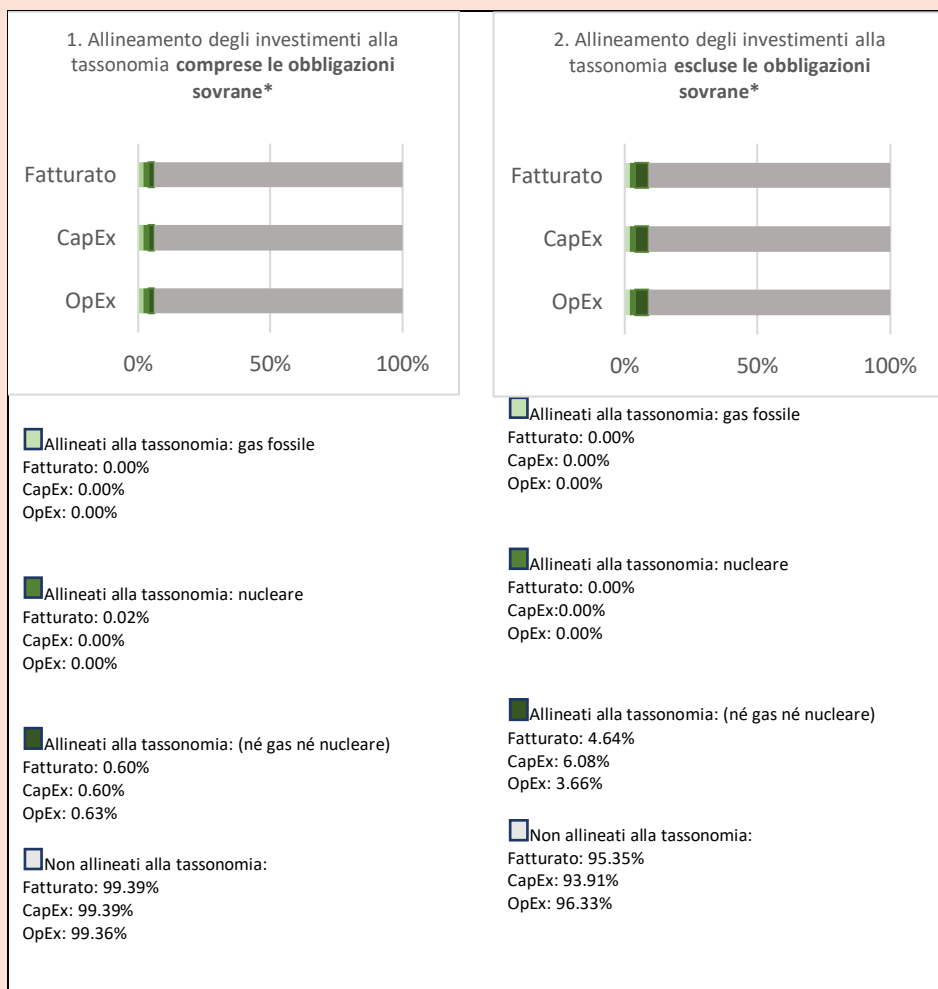 1. Allineamento degli investimenti alla
tassonomia comprese le obbligazioni
sovrane*
Fatturato
CapEx
OpEx
0% 50% 100%
Allineati alla tassonomia: gas fossile
Fatturato: 0.00%
CapEx: 0.00%
OpEx: 0.00%
Allineati alla tassonomia: nucleare
Fatturato: 0.02%
CapEx: 0.00%
OpEx: 0.00%
Allineati alla tassonomia: (né gas né nucleare)
Fatturato: 0.60%
CapEx: 0.60%
OpEx: 0.63%
Non allineati alla tassonomia:
Fatturato: 99.39%
CapEx: 99.39%
OpEx: 99.36%
2. Allineamento degli investimenti alla
tassonomia escluse le obbligazioni
sovrane*
Fatturato
CapEx
OpEx
0% 50% 100%
Allineati alla tassonomia: gas fossile
Fatturato: 0.00%
CapEx: 0.00%
OpEx: 0.00%
Allineati alla tassonomia: nucleare
Fatturato: 0.00%
CapEx:0.00%
OpEx: 0.00%
Allineati alla tassonomia: (né gas né nucleare)
Fatturato: 4.64%
CapEx: 6.08%
OpEx: 3.66%
Non allineati alla tassonomia:
Fatturato: 95.35%
CapEx: 93.91%
OpEx: 96.33%